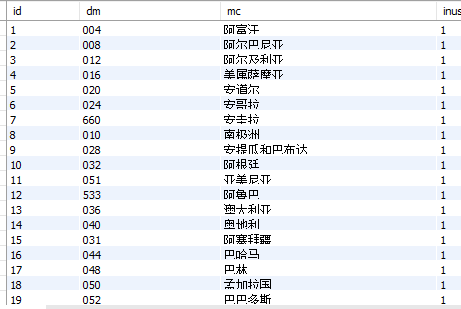 id dm mc inus
1 004 阿富汗 1
2 008 阿尔巴尼亚 1
3 012 阿尔及利亚 1
4 016 美属萨摩亚 1
5 020 安道尔 1
6 024 安哥拉 1
7 660 安圭拉 1
8 010 南极洲 1
9 028 安提瓜和巴布达 1
10 032 阿根廷 1
11 051 亚美尼亚 1
12 533 阿鲁巴 1
13 036 澳大利亚 1
14 040 奥地利 1
15 031 阿塞拜疆 1
16 044 巴哈马 1
17 048 巴林 1
18 050 孟加拉国 1
19 052 巴巴多斯 1